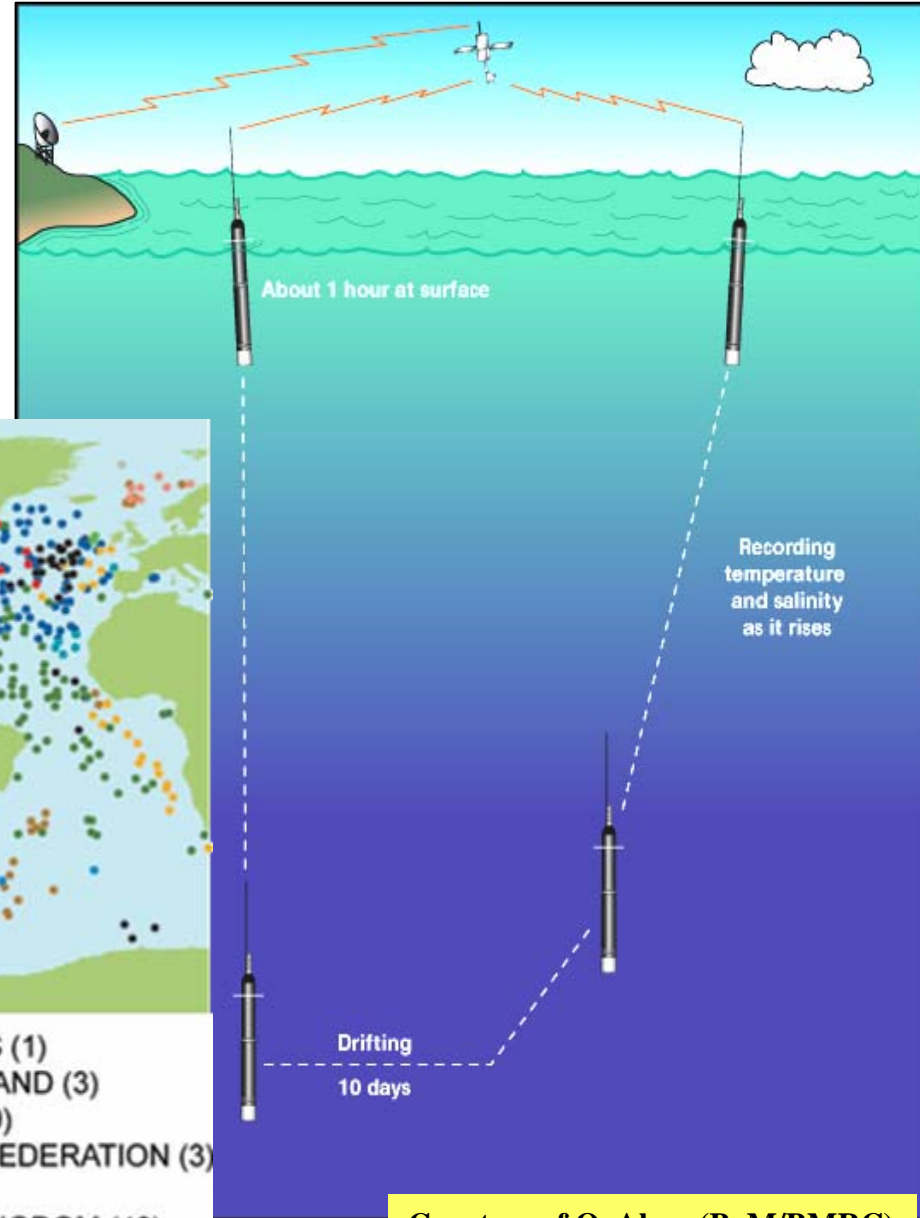 About 1 hour at surface
Recording
temperature
and salinity
as it rises
Drifting
10 days
(1)
AND (3)
EDERATION (3)